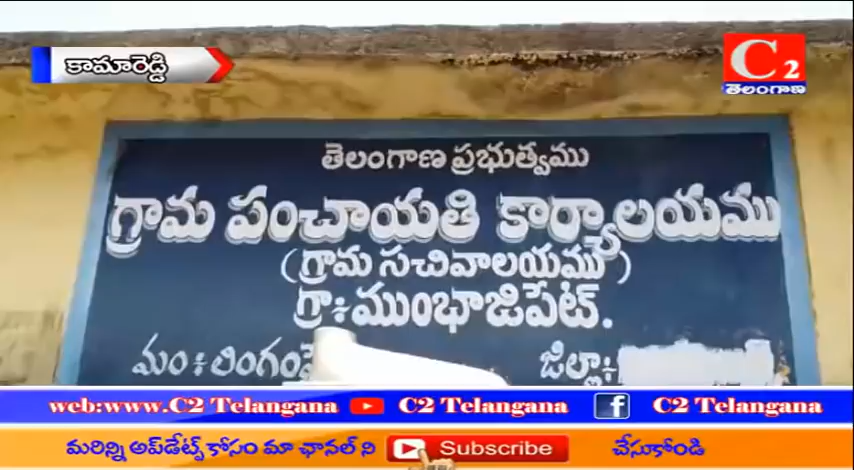 కామారెడ్డి
C2
తెలంగాణ
తెలంగాణ ప్రభుత్వము
గ్రామ పంచాయతి కార్యాలయము
(గ్రామ సచివాలయము)
గ్రా:ముంబాజిపేట్.
మం:లింగం
జిల్లా:
web:www.C2 Telangana C2 Telangana f C2 Telangana
మరిన్ని అప్‌డేట్స్ కోసం మా ఛానల్ ని Subscribe చేసుకోండి